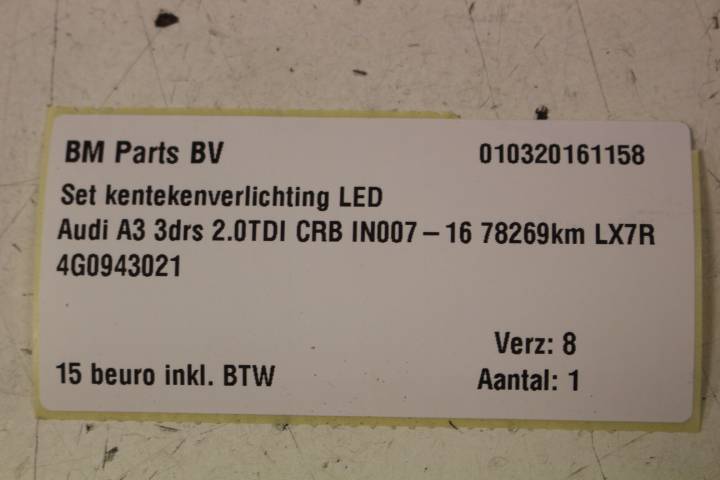 BM Parts BV 010320161158
Set kentekenverlichting LED
Audi A3 3drs 2.0TDI CRB IN007 – 16 78269km LX7R
4G0943021
Verz: 8
15 beuro inkl. BTW Aantal: 1